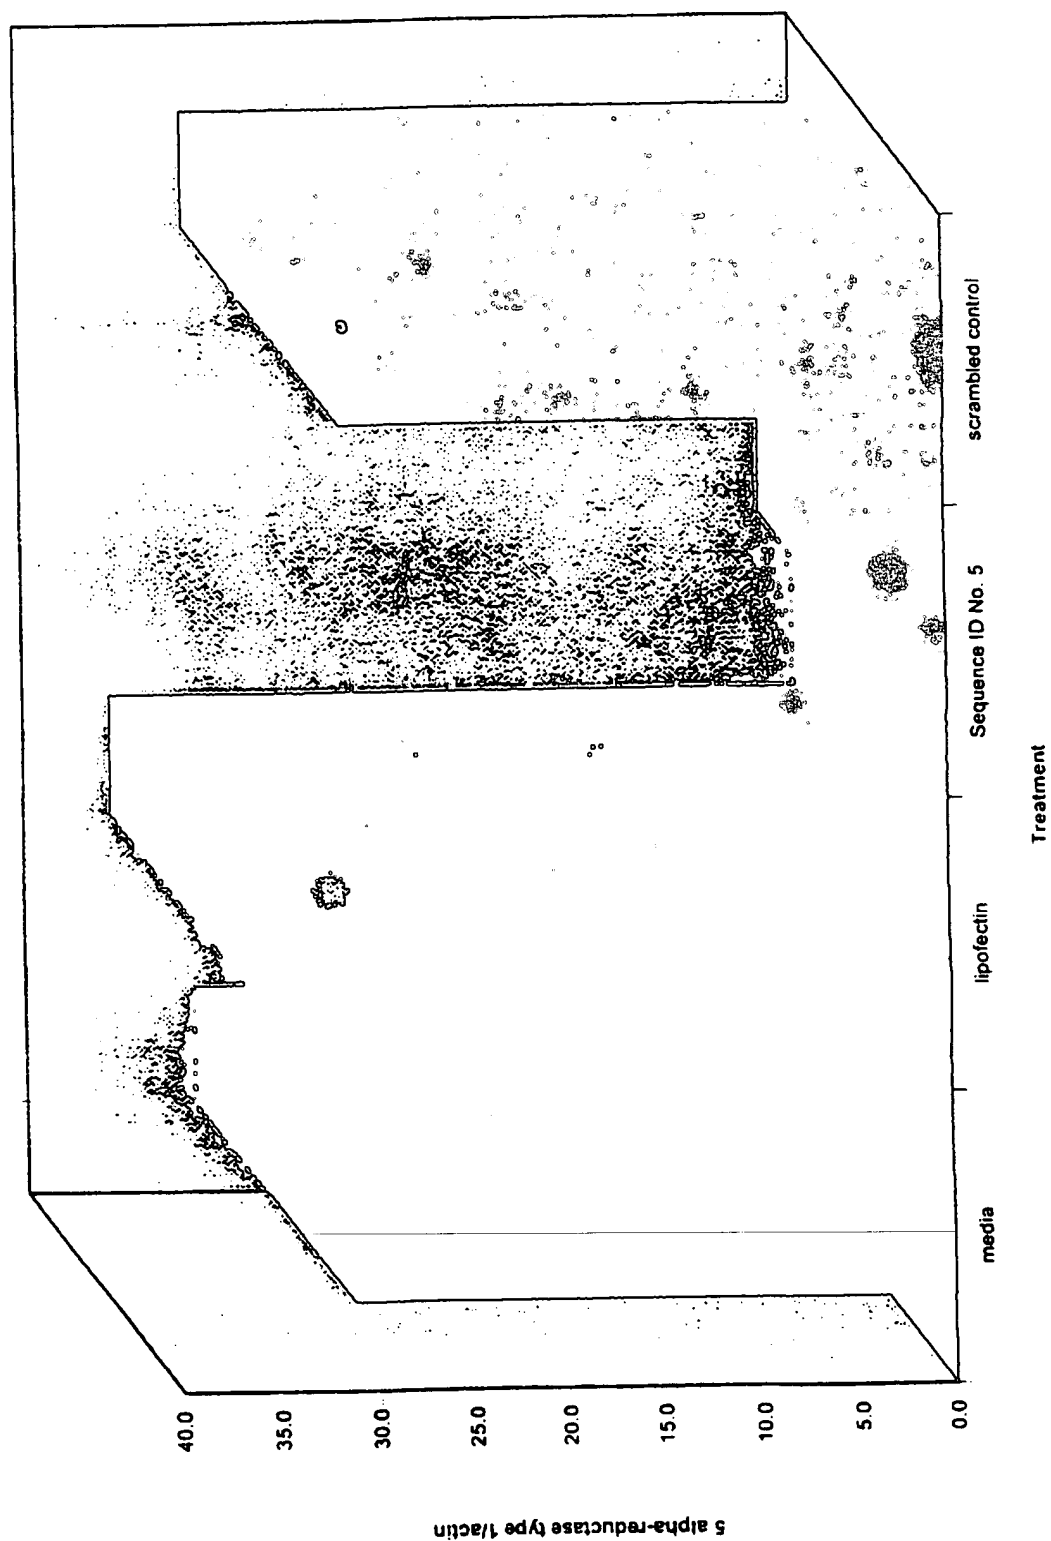 5 alpha-reductase type 1/actin
40.0
35.0
30.0
25.0
20.0
15.0
10.0
5.0
0.0
media
lipofectin
Sequence ID No. 5
scrambled control
Treatment